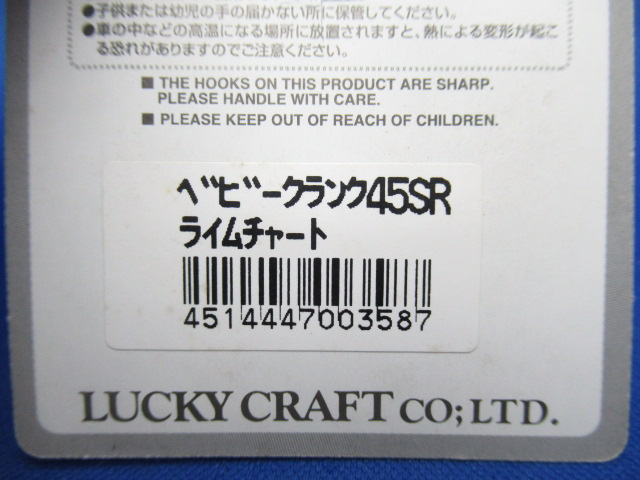 ●子供または幼児の手の届かない所に保管してください。
●車の中などの高温になる場所に放置されますと、熱による変形が起こ
る恐れがありますのでご注意ください。
■ THE HOOKS ON THIS PRODUCT ARE SHARP.
PLEASE HANDLE WITH CARE.
■ PLEASE KEEP OUT OF REACH OF CHILDREN.
ベビークランク45SR
ライムチャート
4514447003587
LUCKY CRAFT CO;LTD.